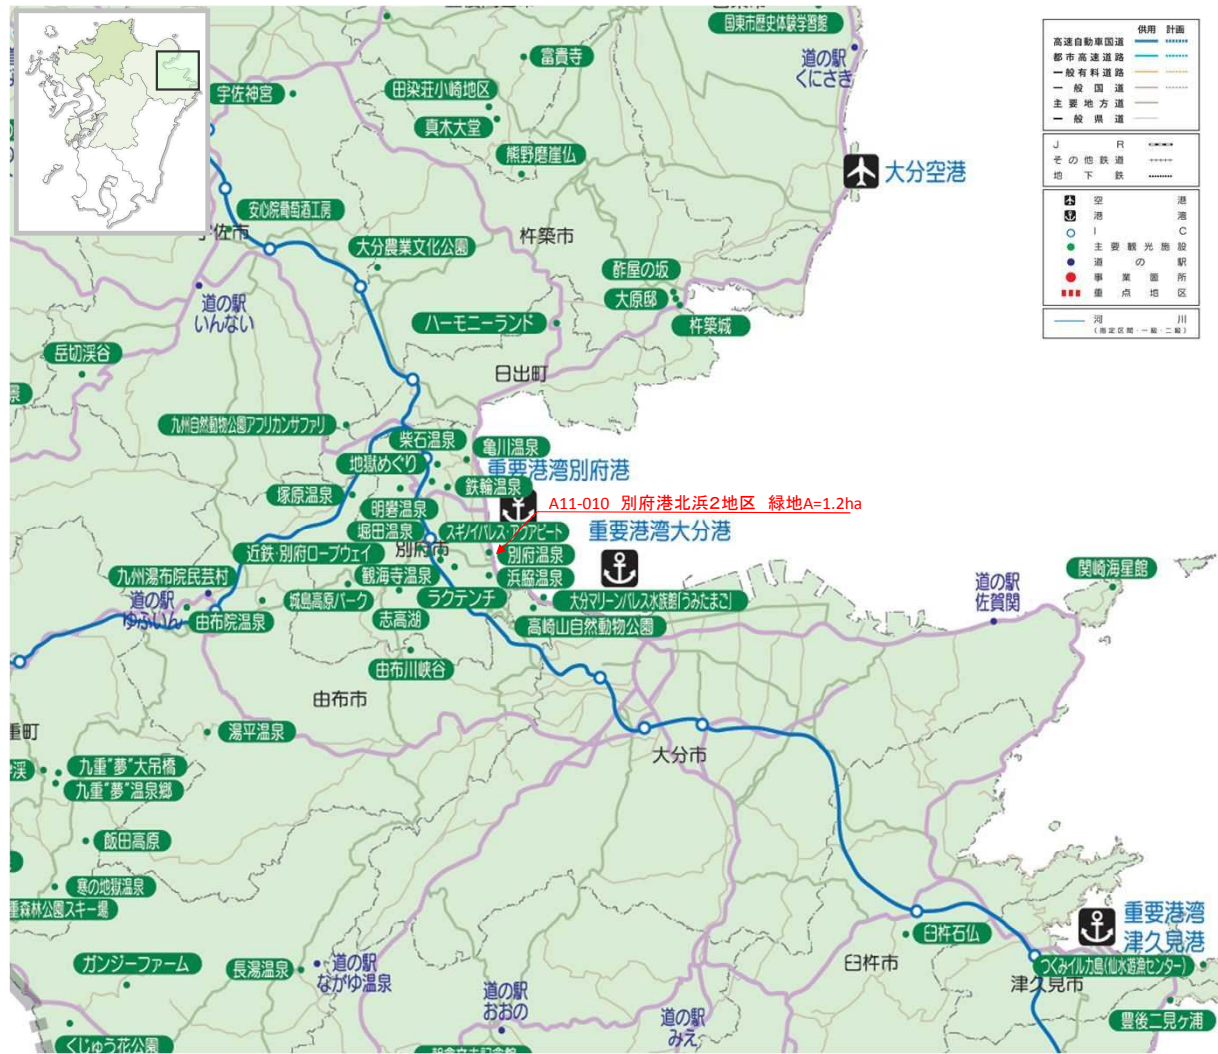 国東市歴史体験学習館
道の駅
くにさき
富貴寺
宇佐神宮
田染荘小崎地区
真木大堂
熊野磨崖仏
大分空港
安心院葡萄酒工房
宇佐市
大分農業文化公園
杵築市
酢屋の坂
大原邸
杵築城
道の駅
いんない
ハーモニーランド
岳切渓谷
日出町
九州自然動物公園アフリカンサファリ
柴石温泉
亀川温泉
地獄めぐり
重要港湾別府港
鉄輪温泉
塚原温泉
明礬温泉
A11-010 別府港北浜2地区 緑地A=1.2ha
堀田温泉
スギノイパレス・アクアビート
重要港湾大分港
近鉄・別府ロープウェイ
別府市
別府温泉
九州湯布院民芸村
観海寺温泉
浜脇温泉
道の駅
ゆふいん
城島高原パーク
ラクテンチ
大分マリーンパレス水族館「うみたまご」
由布院温泉
志高湖
高崎山自然動物公園
道の駅
佐賀関
関崎海星館
由布川峡谷
由布市
重町
湯平温泉
大分市
九重"夢"大吊橋
九重"夢"温泉郷
飯田高原
寒の地獄温泉
重森林公園スキー場
ガンジーファーム
長湯温泉
道の駅
ながゆ温泉
道の駅
おおの
道の駅
みえ
くじゅう花公園
臼杵石仏
臼杵市
重要港湾
津久見港
つくみイルカ島(仙水遊漁センター)
津久見市
豊後二見ヶ浦
供用 計画
高速自動車国道
都市高速道路
一般有料道路
一般国道
主要地方道
一般県道
JR
その他鉄道
地下鉄
空港
港湾
IC
主要観光施設
道の駅
事業箇所
重点地区
河川
(指定区間・一級・二級)